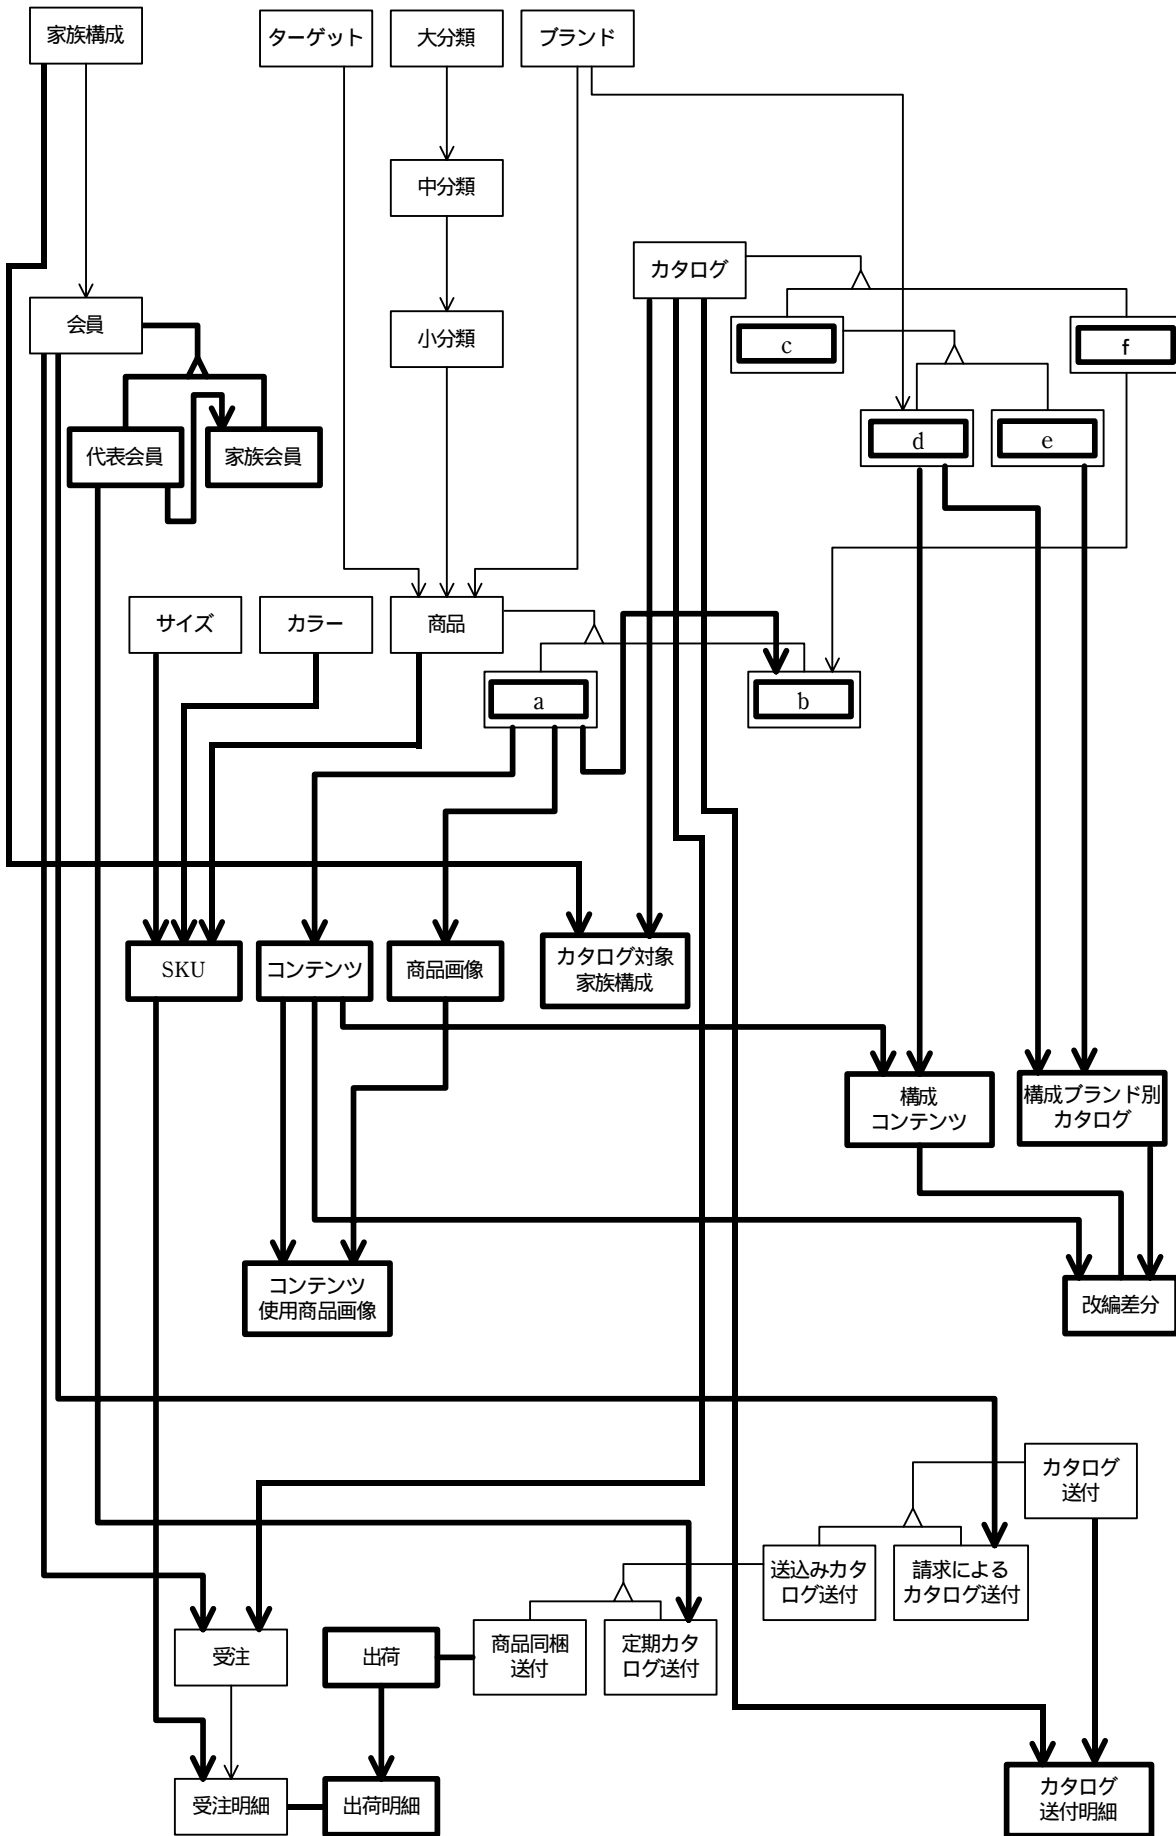 家族構成
ターゲット
大分類
ブランド
中分類
カタログ
会員
小分類
c
f
代表会員
家族会員
d
e
サイズ
カラー
商品
a
b
SKU
コンテンツ
商品画像
カタログ対象
家族構成
構成
コンテンツ
構成ブランド別
カタログ
コンテンツ
使用商品画像
改編差分
カタログ
送付
送込みカタ
ログ送付
請求による
カタログ送付
受注
出荷
商品同梱
送付
定期カタ
ログ送付
受注明細
出荷明細
カタログ
送付明細